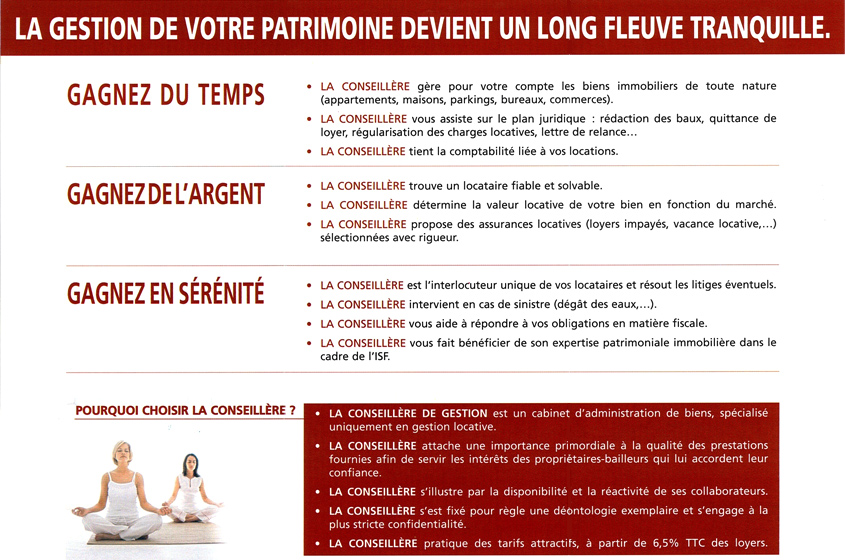 LA GESTION DE VOTRE PATRIMOINE DEVIENT UN LONG FLEUVE TRANQUILLE.
GAGNEZ DU TEMPS
• LA CONSEILLÈRE gère pour votre compte les biens immobiliers de toute nature
(appartements, maisons, parkings, bureaux, commerces).
• LA CONSEILLÈRE vous assiste sur le plan juridique : rédaction des baux, quittance de
loyer, régularisation des charges locatives, lettre de relance...
• LA CONSEILLÈRE tient la comptabilité liée à vos locations.
GAGNEZ DE L'ARGENT
• LA CONSEILLÈRE trouve un locataire fiable et solvable.
• LA CONSEILLÈRE détermine la valeur locative de votre bien en fonction du marché.
• LA CONSEILLÈRE propose des assurances locatives (loyers impayés, vacance locative,...)
sélectionnées avec rigueur.
GAGNEZ EN SÉRÉNITÉ
• LA CONSEILLÈRE est l'interlocuteur unique de vos locataires et résout les litiges éventuels.
• LA CONSEILLÈRE intervient en cas de sinistre (dégât des eaux,...).
• LA CONSEILLÈRE vous aide à répondre à vos obligations en matière fiscale.
• LA CONSEILLÈRE vous fait bénéficier de son expertise patrimoniale immobilière dans le
cadre de l'ISF.
POURQUOI CHOISIR LA CONSEILLÈRE ?
• LA CONSEILLÈRE DE GESTION est un cabinet d'administration de biens, spécialisé
uniquement en gestion locative.
• LA CONSEILLÈRE attache une importance primordiale à la qualité des prestations
fournies afin de servir les intérêts des propriétaires-bailleurs qui lui accordent leur
confiance.
• LA CONSEILLÈRE s'illustre par la disponibilité et la réactivité de ses collaborateurs.
• LA CONSEILLÈRE s'est fixé pour règle une déontologie exemplaire et s'engage à la
plus stricte confidentialité.
• LA CONSEILLÈRE pratique des tarifs attractifs, à partir de 6,5% TTC des loyers.